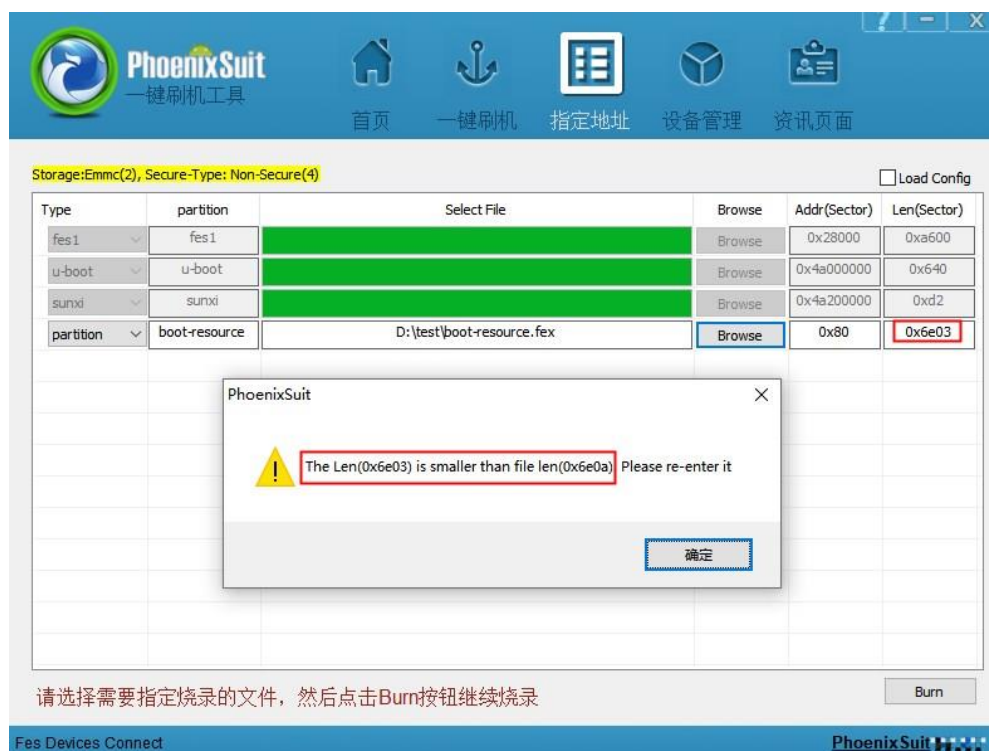 ? - X
PhoenixSuit
一键刷机工具
首页 一键刷机 指定地址 设备管理 资讯页面
Storage:Emmc(2), Secure-Type: Non-Secure(4)
Load Config
Type partition Select File Browse Addr(Sector) Len(Sector)
fes1 fes1 Browse 0x28000 0xa600
u-boot u-boot Browse 0x4a000000 0x640
sunxi sunxi Browse 0x4a200000 0xd2
partition boot-resource D:\test\boot-resource.fex Browse 0x80 0x6e03
PhoenixSuit
The Len(0x6e03) is smaller than file len(0x6e0a) Please re-enter it
确定
请选择需要指定烧录的文件，然后点击Burn按钮继续烧录
Burn
Fes Devices Connect
PhoenixSuit